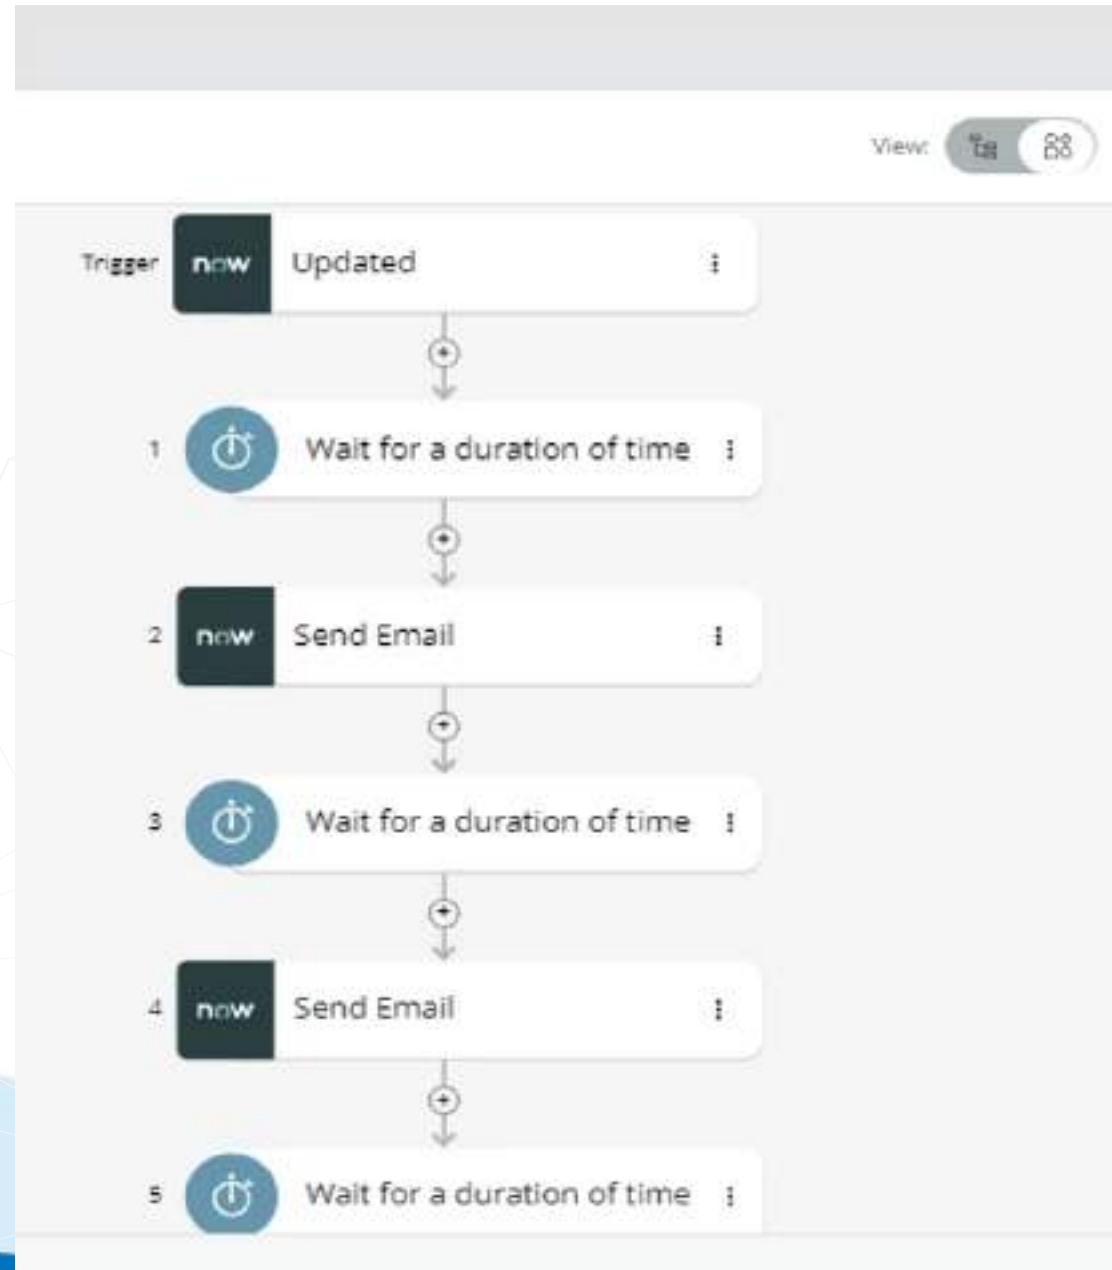 View:
Trigger now Updated
1 Wait for a duration of time
2 now Send Email
3 Wait for a duration of time
4 now Send Email
5 Wait for a duration of time